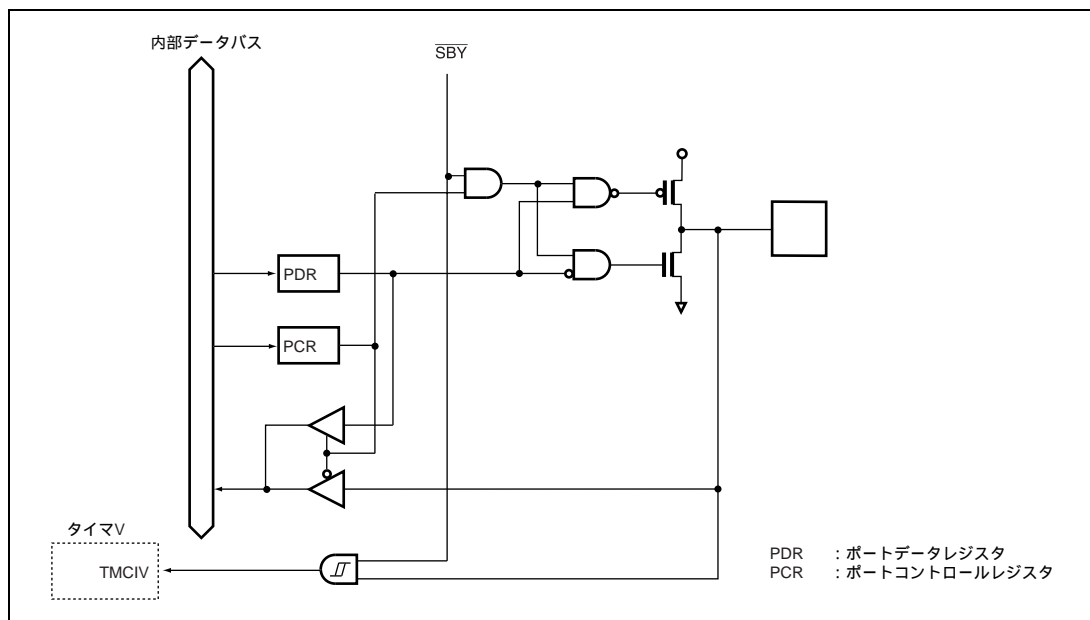 内部データバス
SBY
PDR
PCR
タイマV
TMCIV
PDR :ポートデータレジスタ
PCR :ポートコントロールレジスタ